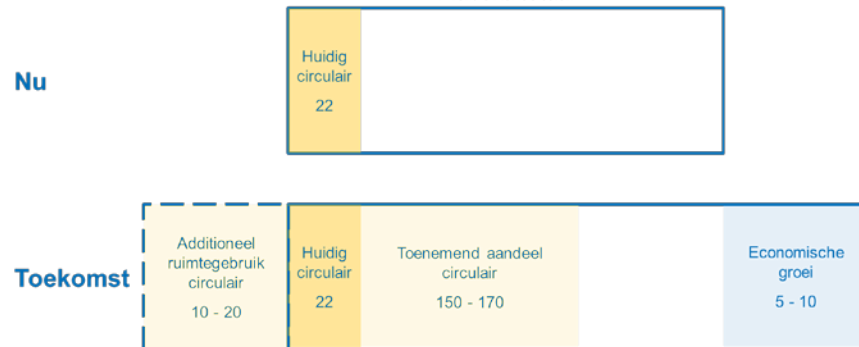 Nu
Huidig
circulair
22
Toekomst
Additioneel
ruimtegebruik
circulair
10 - 20
Huidig
circulair
22
Toenemend aandeel
circulair
150 - 170
Economische
groei
5 - 10